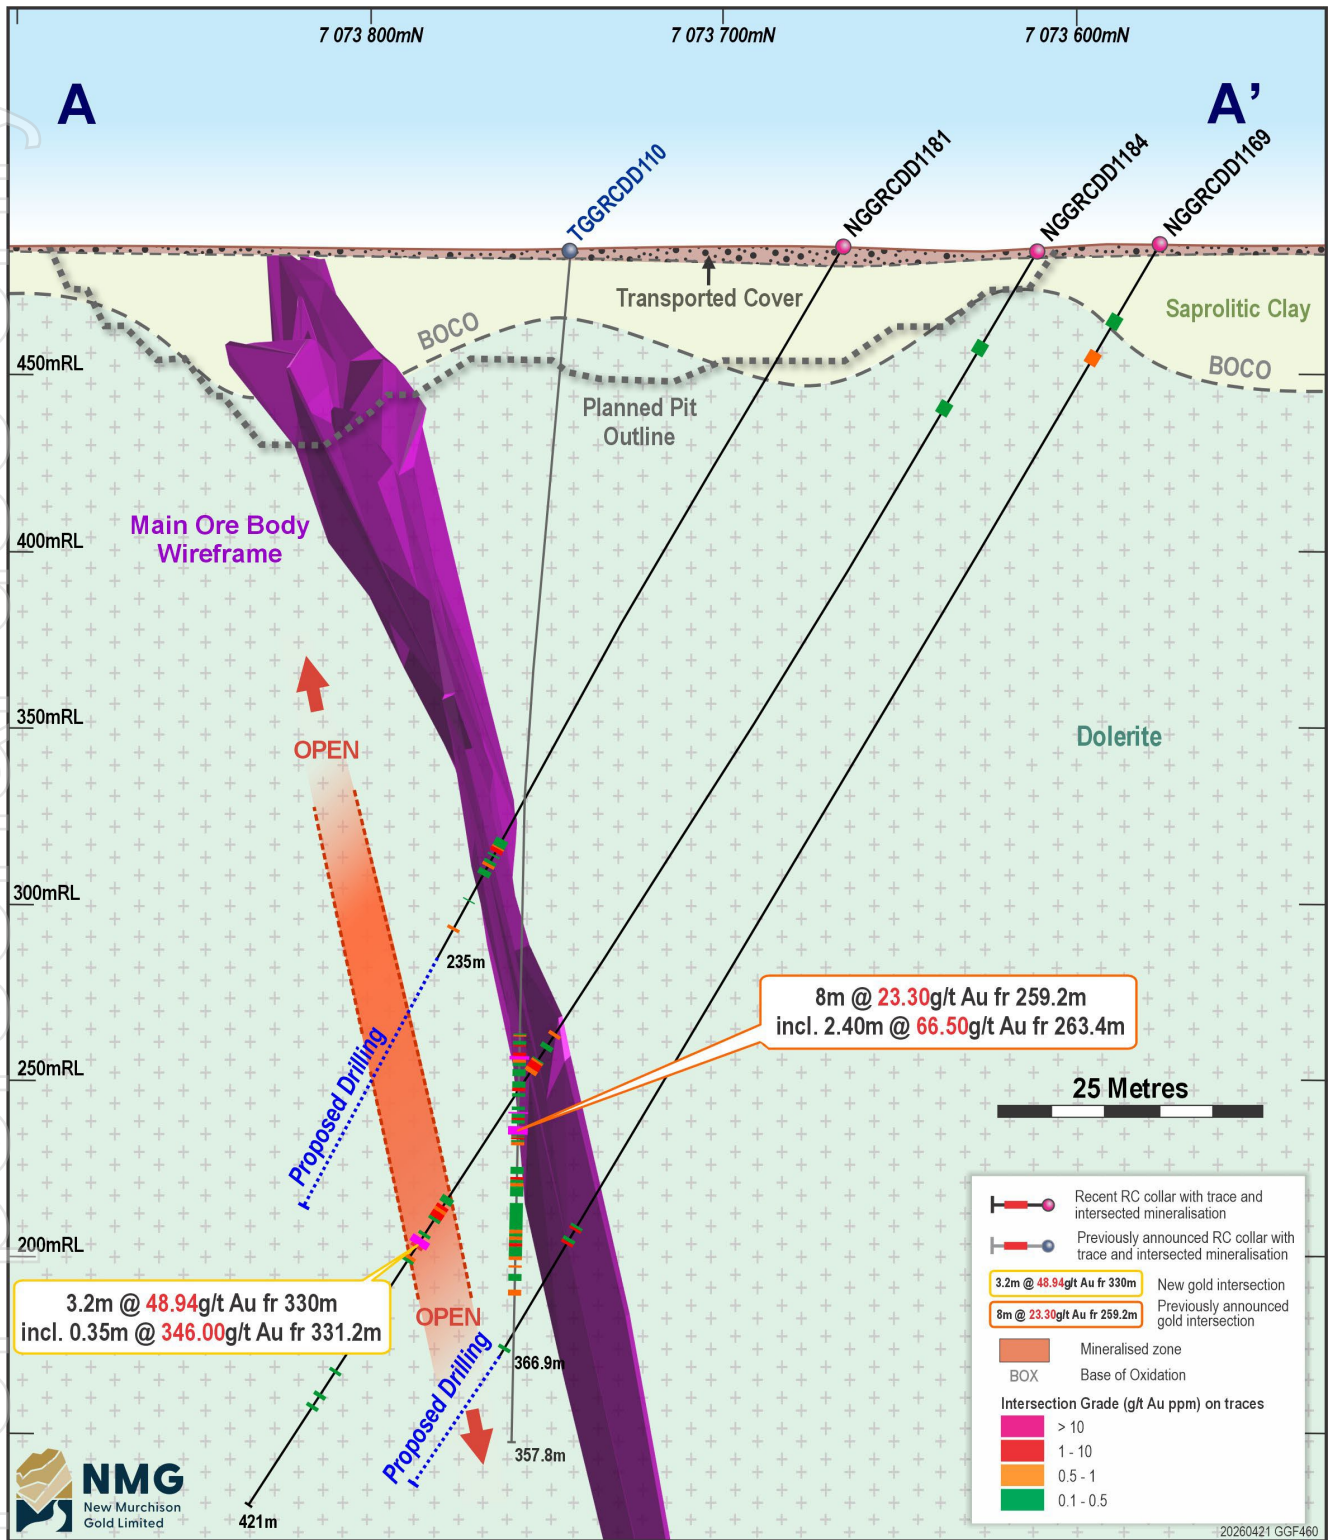 7 073 800mN
7 073 700mN
7 073 600mN
A
A’
TGGRCDD110
NGGRCDD1181
NGGRCDD1184
NGGRCDD1169
Transported Cover
Saprolitic Clay
BOCO
BOCO
450mRL
Planned Pit
Outline
Main Ore Body
Wireframe
400mRL
350mRL
Dolerite
OPEN
300mRL
235m
8m @ 23.30g/t Au fr 259.2m
incl. 2.40m @ 66.50g/t Au fr 263.4m
250mRL
Proposed Drilling
25 Metres
200mRL
3.2m @ 48.94g/t Au fr 330m
incl. 0.35m @ 346.00g/t Au fr 331.2m
OPEN
366.9m
Proposed Drilling
357.8m
421m
NMG
New Murchison
Gold Limited
Recent RC collar with trace and
intersected mineralisation
Previously announced RC collar with
trace and intersected mineralisation
3.2m @ 48.94g/t Au fr 330m
New gold intersection
8m @ 23.30g/t Au fr 259.2m
Previously announced
gold intersection
Mineralised zone
BOX
Base of Oxidation
Intersection Grade (g/t Au ppm) on traces
> 10
1 - 10
0.5 - 1
0.1 - 0.5
20260421 GGF460